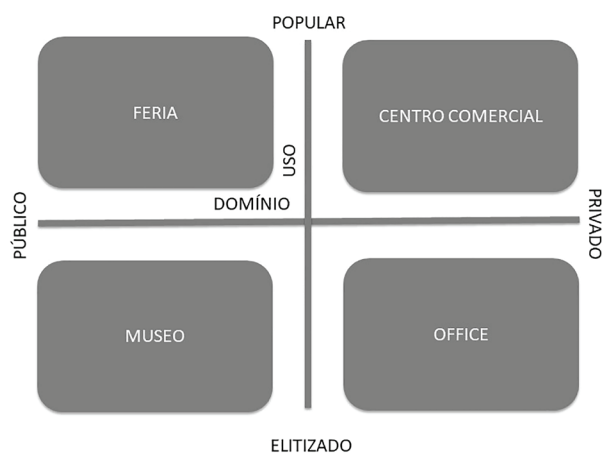 POPULAR
FERIA
CENTRO COMERCIAL
USO
DOMÍNIO
PÚBLICO
PRIVADO
MUSEO
OFFICE
ELITIZADO